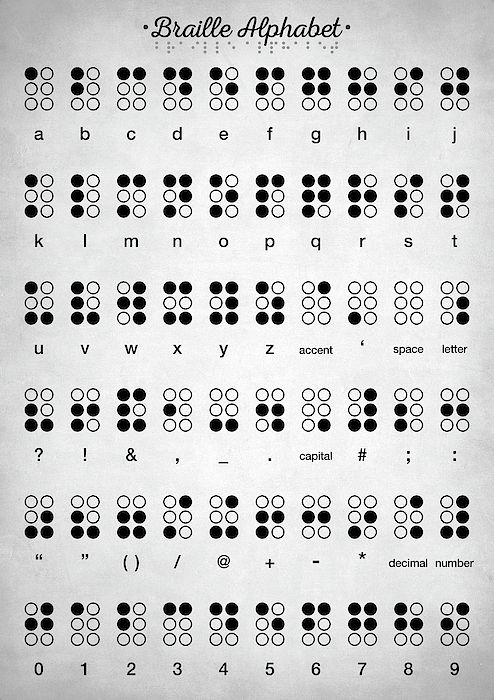 Braille Alphabet
a b c d e f g h i j
k l m n o p q r s t
u v w x y z accent ‘ space letter
? ! & , _ . capital # ; :
“ ” ( ) / @ + - * decimal number
0 1 2 3 4 5 6 7 8 9